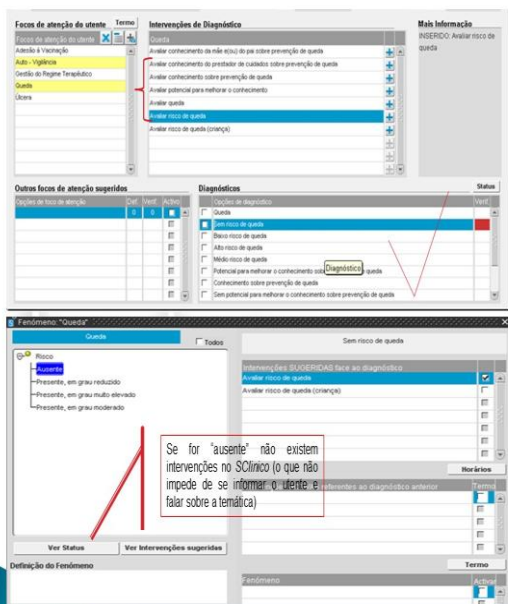 Focos de atenção do utente
Termo
Intervenções de Diagnóstico
Mais Informação
Focos de atenção do utente
Queda
INSERIDO: Avaliar risco de
queda
Adesão à Vacinação
Auto - Vigilância
Gestão do Regime Terapêutico
Queda
Úlcera
Avaliar conhecimento da mãe e(ou) do pai sobre prevenção de queda
Avaliar conhecimento do prestador de cuidados sobre prevenção de queda
Avaliar conhecimento sobre prevenção de queda
Avaliar potencial para melhorar o conhecimento
Avaliar queda
Avaliar risco de queda
Avaliar risco de queda (criança)
Outros focos de atenção sugeridos
Diagnósticos
Status
Opções de foco de atenção
Def.
Verif.
Activo
0
0
Opções de diagnóstico
Verif.
Queda
Sem risco de queda
Baixo risco de queda
Alto risco de queda
Médio risco de queda
Potencial para melhorar o conhecimento sob
Diagnóstico
queda
Conhecimento sobre prevenção de queda
Sem potencial para melhorar o conhecimento sobre prevenção de queda
Fenómeno: "Queda"
Queda
Todos
Sem risco de queda
Risco
Ausente
Presente, em grau reduzido
Presente, em grau muito elevado
Presente, em grau moderado
Intervenções SUGERIDAS face ao diagnóstico
Avaliar risco de queda
Avaliar risco de queda (criança)
Horários
referentes ao diagnóstico anterior
Termo
Se for "ausente" não existem
intervenções no SClínico (o que não
impede de se informar o utente e
falar sobre a temática)
Ver Status
Ver Intervenções sugeridas
Termo
Definição do Fenómeno
Fenómeno
Activar